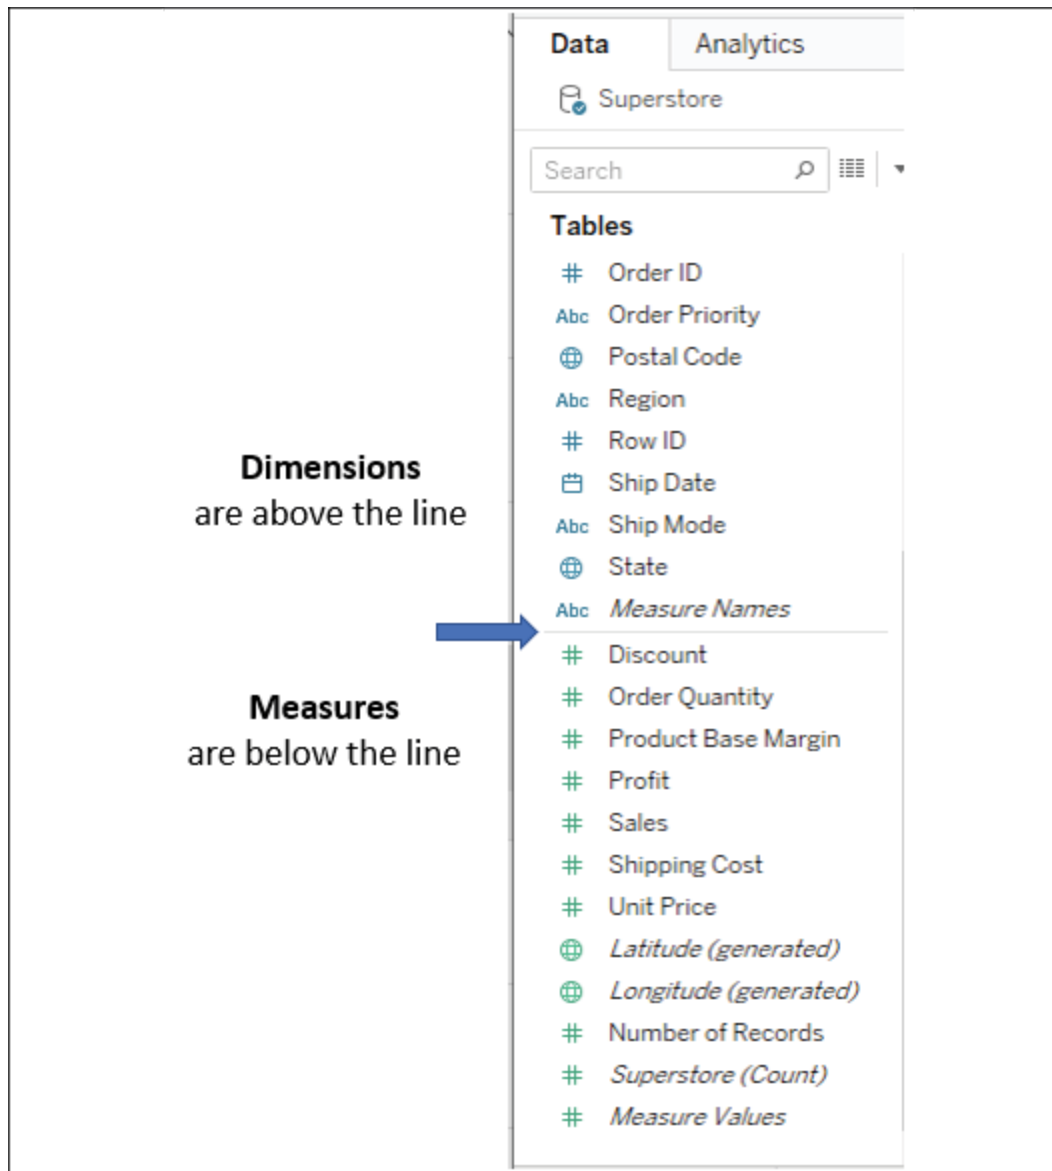 Data Analytics
Superstore
Search
Tables
# Order ID
Abc Order Priority
Postal Code
Abc Region
# Row ID
Dimensions
are above the line
Ship Date
Abc Ship Mode
State
Abc Measure Names
Measures
are below the line
# Discount
# Order Quantity
# Product Base Margin
# Profit
# Sales
# Shipping Cost
# Unit Price
Latitude (generated)
Longitude (generated)
# Number of Records
# Superstore (Count)
# Measure Values